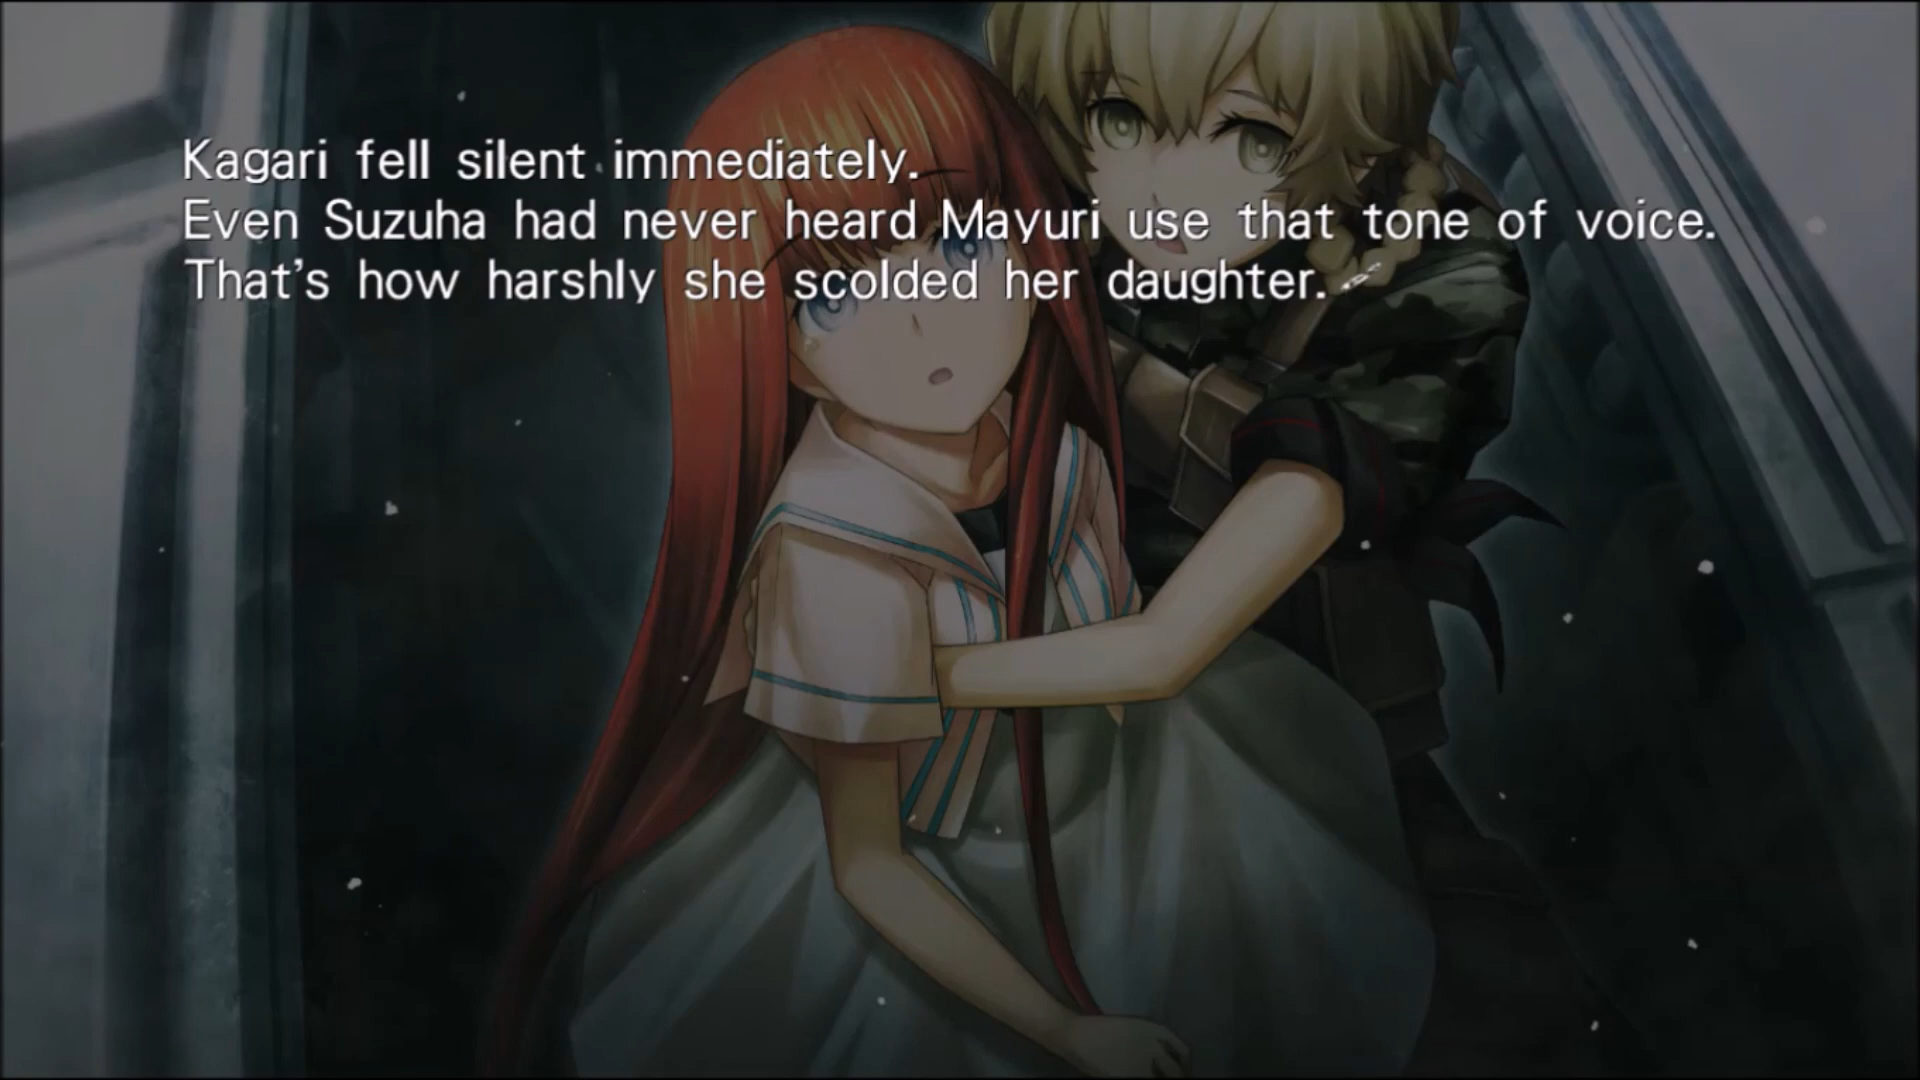 Kagari fell silent immediately.
Even Suzuha had never heard Mayuri use that tone of voice.
That's how harshly she scolded her daughter.